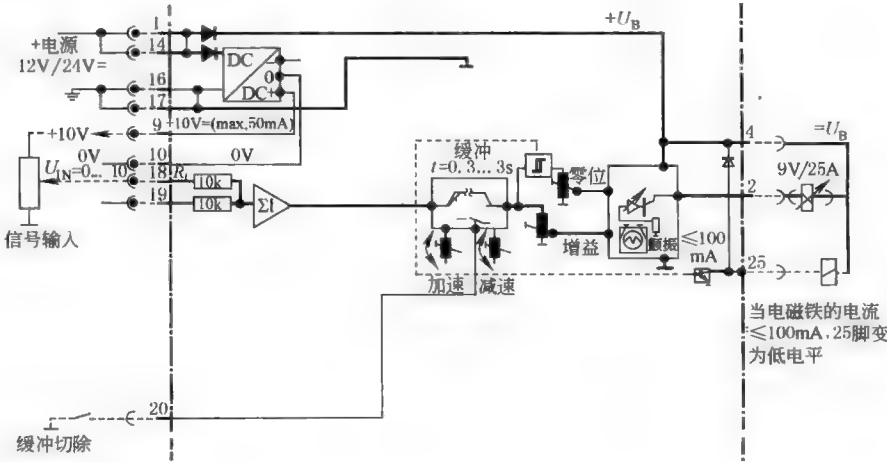 1
+U_B
+电源
14
12V/24V=
DC
−
0
DC+
16
17
9
+10V=(max.50mA)
+10V
4
=U_B
0V
10
0V
缓冲
U_IN=0…
10
18
R_i
t=0.3…3s
零位
9V/25A
10k
19
10k
Σf
2
信号输入
增益
颤振
≤100
mA
25
加速
减速
当电磁铁的电流
≤100mA,25脚变
为低电平
20
缓冲切除